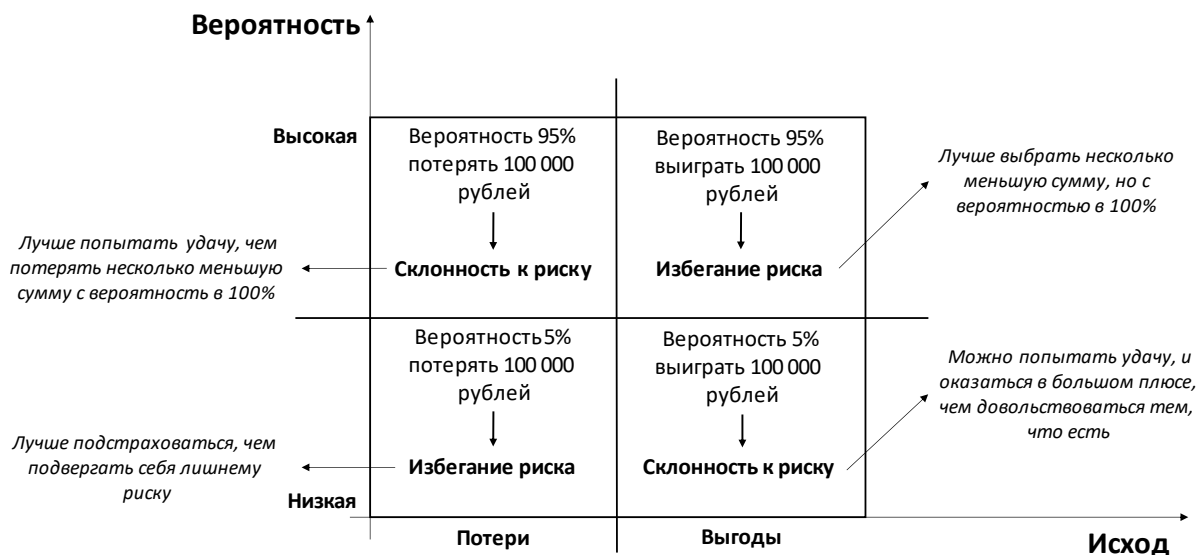 Вероятность
Высокая
Вероятность 95%
потерять 100 000
рублей
Склонность к риску
Вероятность 95%
выиграть 100 000
рублей
Избегание риска
Лучше выбрать несколько
меньшую сумму, но с
вероятностью в 100%
Лучше попытать удачу, чем
потерять несколько меньшую
сумму с вероятность в 100%
Вероятность 5%
потерять 100 000
рублей
Избегание риска
Вероятность 5%
выиграть 100 000
рублей
Склонность к риску
Можно попытать удачу, и
оказаться в большом плюсе,
чем довольствоваться тем,
что есть
Лучше подстраховаться, чем
подвергать себя лишнему
риску
Низкая
Потери
Выгоды
Исход